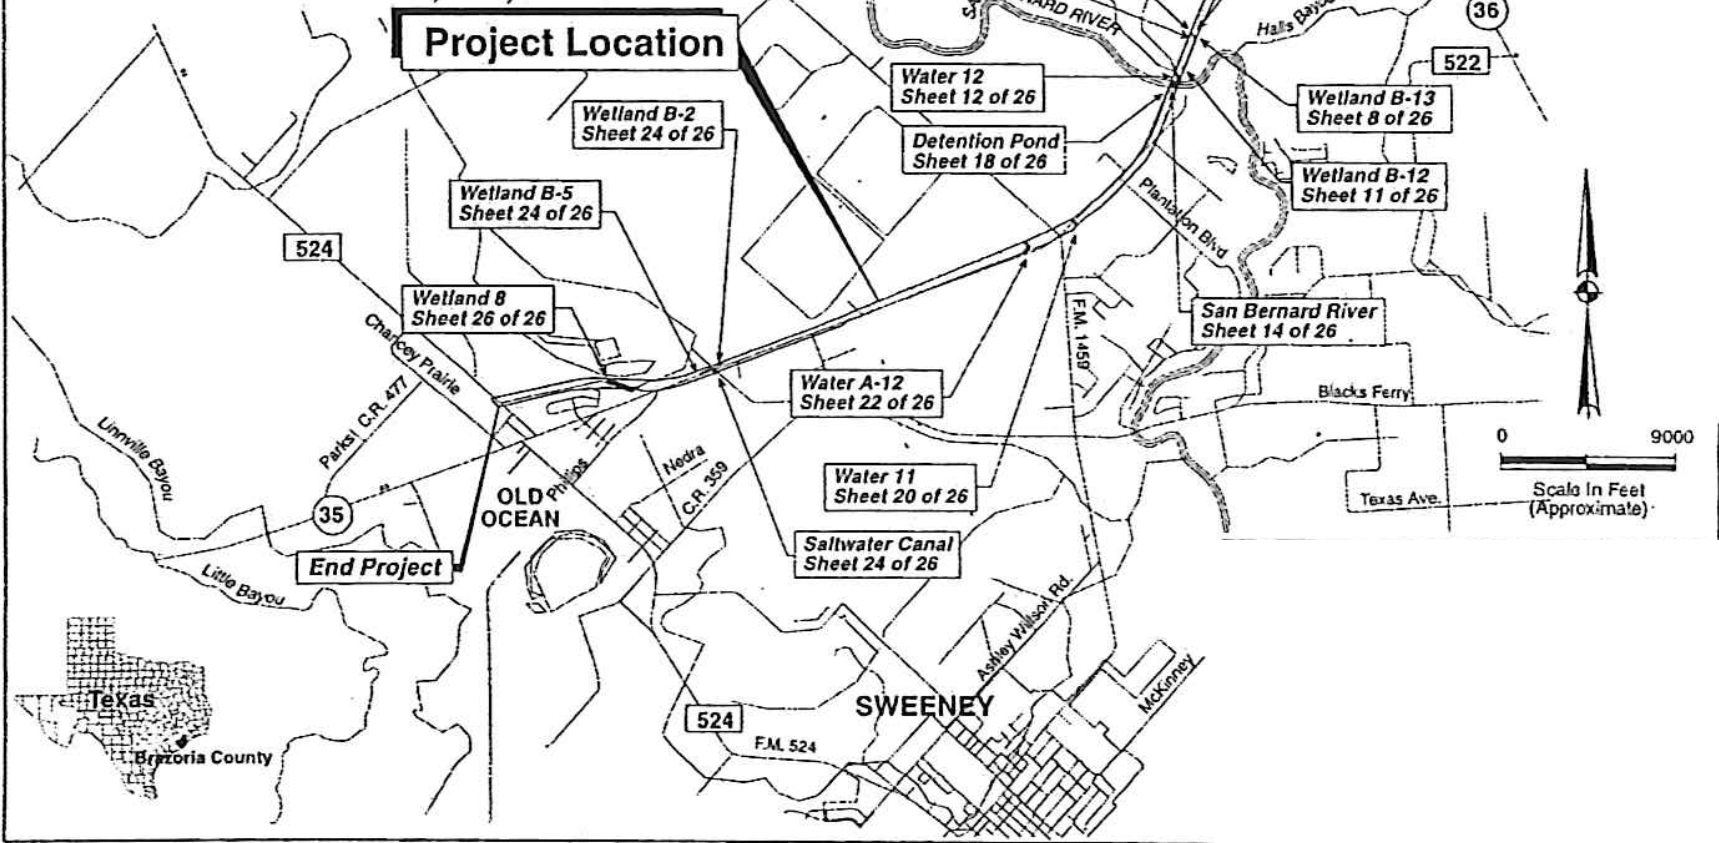 Project Location
NARD RIVER
Halls Bayou
36
522
Water 12
Sheet 12 of 26
Wetland B-13
Sheet 8 of 26
Wetland B-2
Sheet 24 of 26
Detention Pond
Sheet 18 of 26
Wetland B-12
Sheet 11 of 26
Wetland B-5
Sheet 24 of 26
Plantation Blvd
524
Wetland 8
Sheet 26 of 26
San Bernard River
Sheet 14 of 26
F.M. 1459
Chancey Prairie
Parks
C.R. 477
Water A-12
Sheet 22 of 26
Blacks Ferry
Linnville Bayou
0 9000
Scale In Feet
(Approximate)
Nedra
C.R. 359
Water 11
Sheet 20 of 26
Texas Ave.
Phillips
OLD
OCEAN
35
Saltwater Canal
Sheet 24 of 26
End Project
Little Bayou
Ashley Wilson Rd.
McKinney
Texas
Brazoria County
SWEENEY
524
F.M. 524